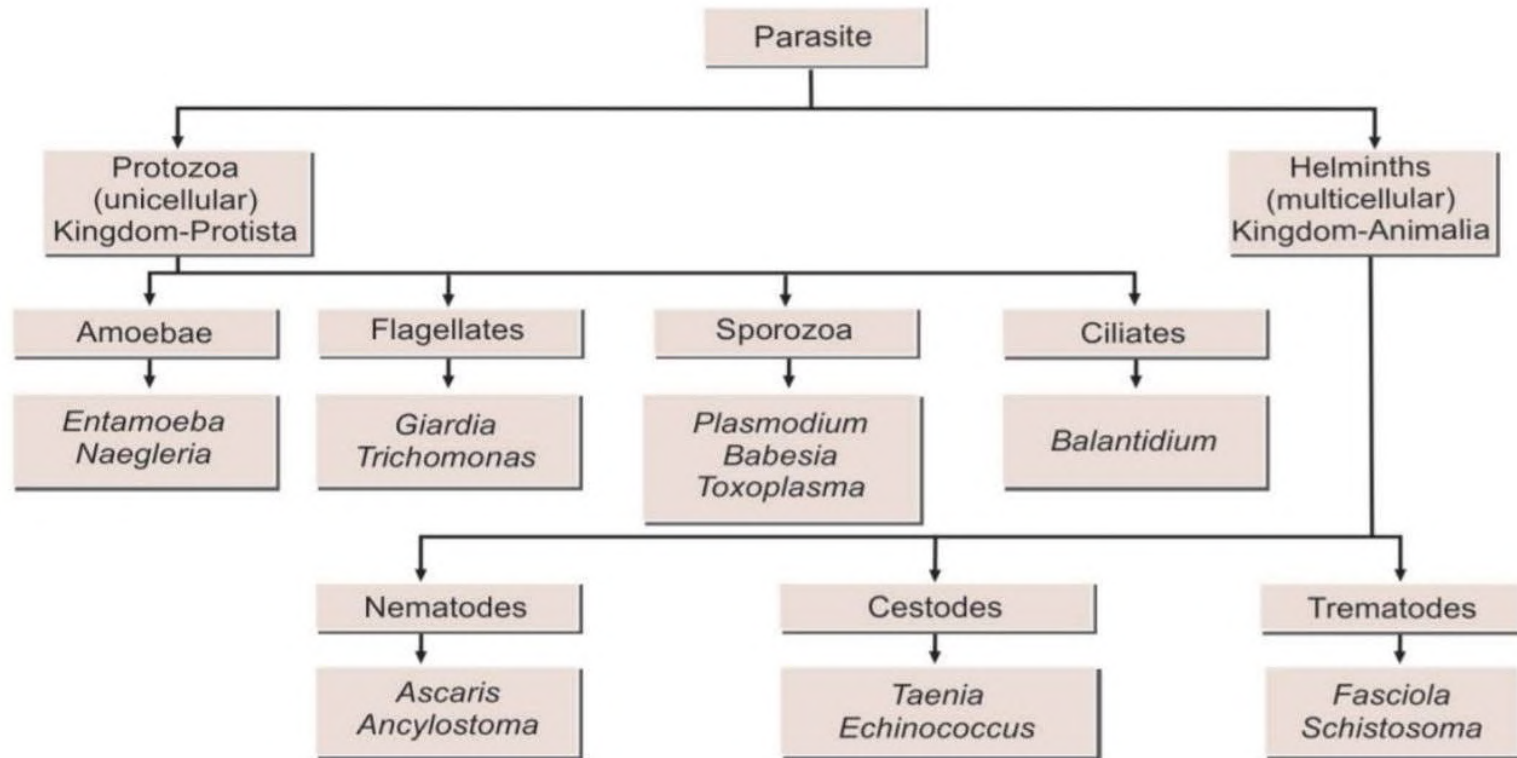 Parasite
Protozoa
(unicellular)
Kingdom-Protista
Helminths
(multicellular)
Kingdom-Animalia
Amoebae
Flagellates
Sporozoa
Ciliates
Entamoeba
Naegleria
Giardia
Trichomonas
Plasmodium
Babesia
Toxoplasma
Balantidium
Nematodes
Cestodes
Trematodes
Ascaris
Ancylostoma
Taenia
Echinococcus
Fasciola
Schistosoma